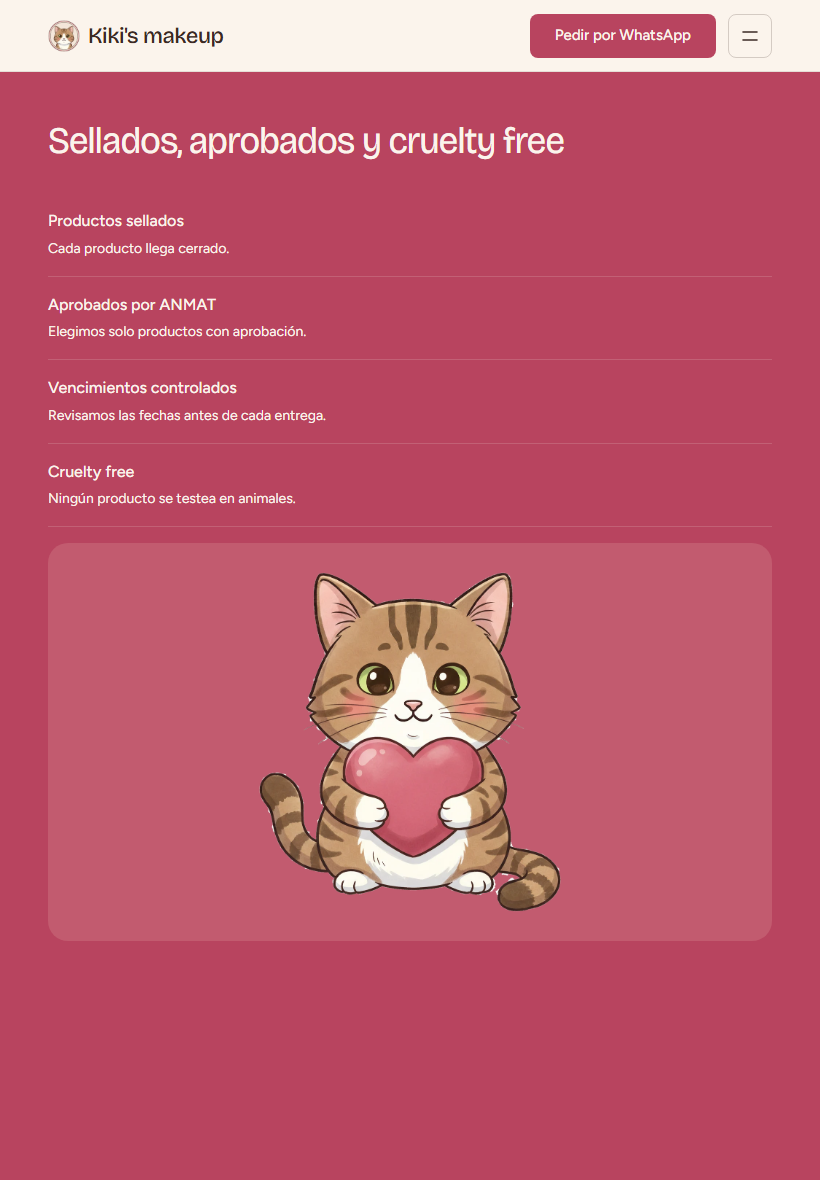 Kiki's makeup
Pedir por WhatsApp
Sellados, aprobados y cruelty free
Productos sellados
Cada producto llega cerrado.
Aprobados por ANMAT
Elegimos solo productos con aprobación.
Vencimientos controlados
Revisamos las fechas antes de cada entrega.
Cruelty free
Ningún producto se testea en animales.